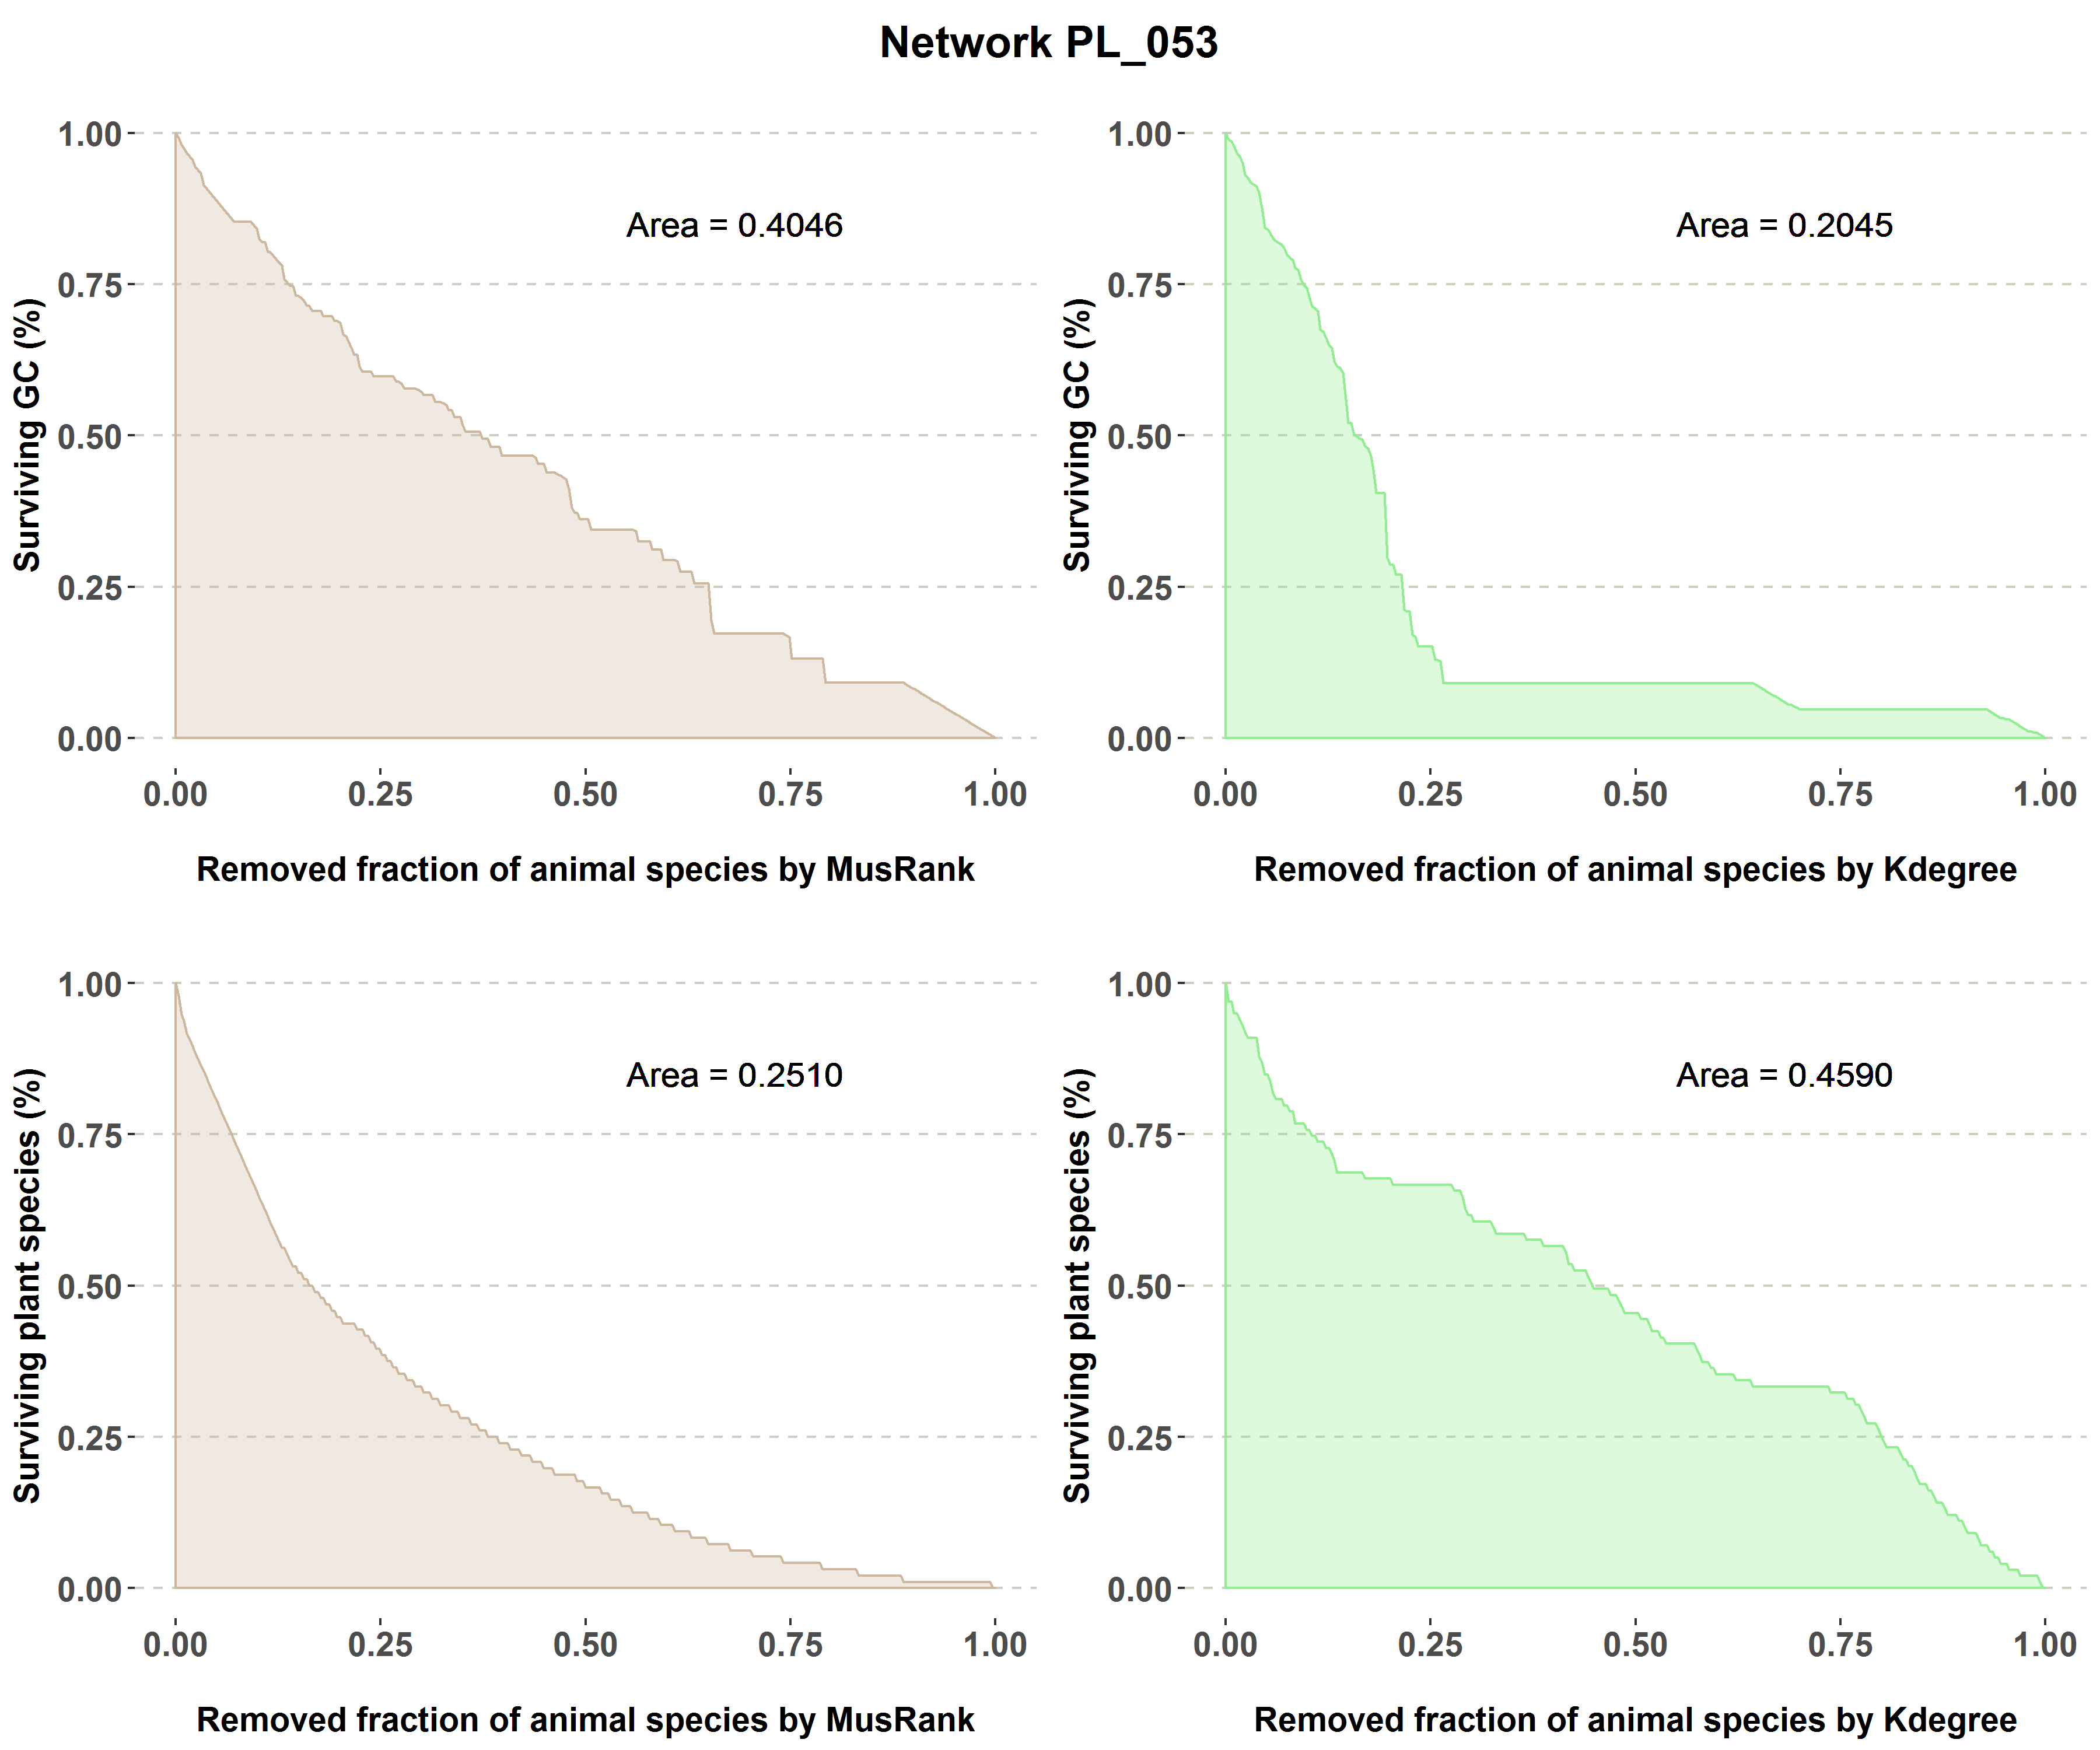 Network PL_053
Surviving GC (%)
1.00
0.75
0.50
0.25
0.00
Area = 0.4046
0.00 0.25 0.50 0.75 1.00
Removed fraction of animal species by MusRank
Surviving GC (%)
1.00
0.75
0.50
0.25
0.00
Area = 0.2045
0.00 0.25 0.50 0.75 1.00
Removed fraction of animal species by Kdegree
Surviving plant species (%)
1.00
0.75
0.50
0.25
0.00
Area = 0.2510
0.00 0.25 0.50 0.75 1.00
Removed fraction of animal species by MusRank
Surviving plant species (%)
1.00
0.75
0.50
0.25
0.00
Area = 0.4590
0.00 0.25 0.50 0.75 1.00
Removed fraction of animal species by Kdegree